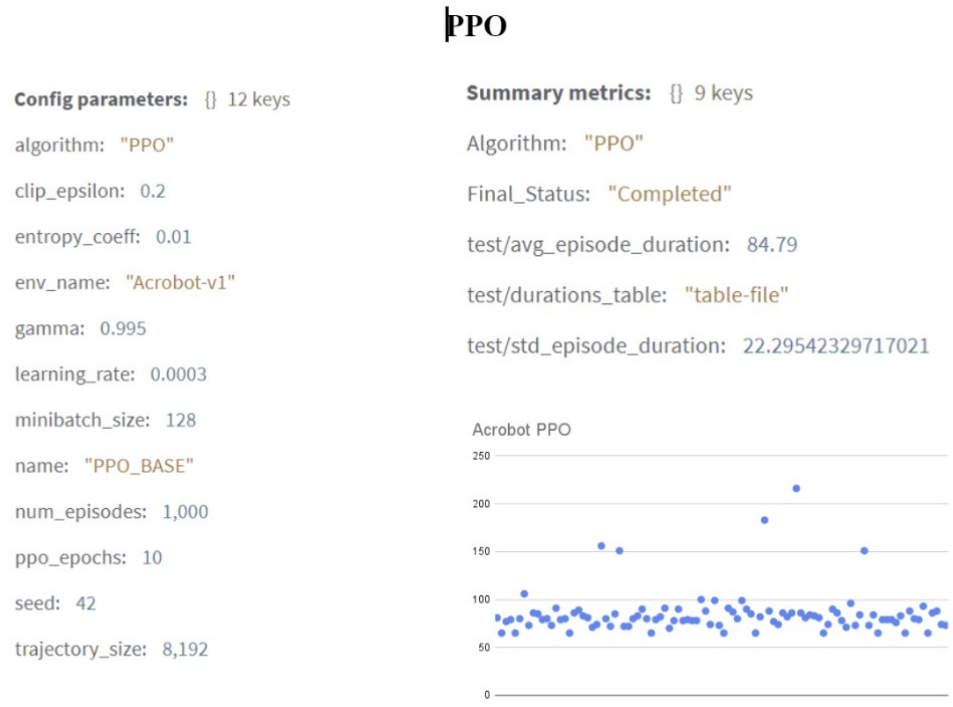 PPO
Config parameters: {} 12 keys
algorithm: "PPO"
clip_epsilon: 0.2
entropy_coeff: 0.01
env_name: "Acrobot-v1"
gamma: 0.995
learning_rate: 0.0003
minibatch_size: 128
name: "PPO_BASE"
num_episodes: 1,000
ppo_epochs: 10
seed: 42
trajectory_size: 8,192
Summary metrics: {} 9 keys
Algorithm: "PPO"
Final_Status: "Completed"
test/avg_episode_duration: 84.79
test/durations_table: "table-file"
test/std_episode_duration: 22.29542329717021
Acrobot PPO
250
200
150
100
50
0